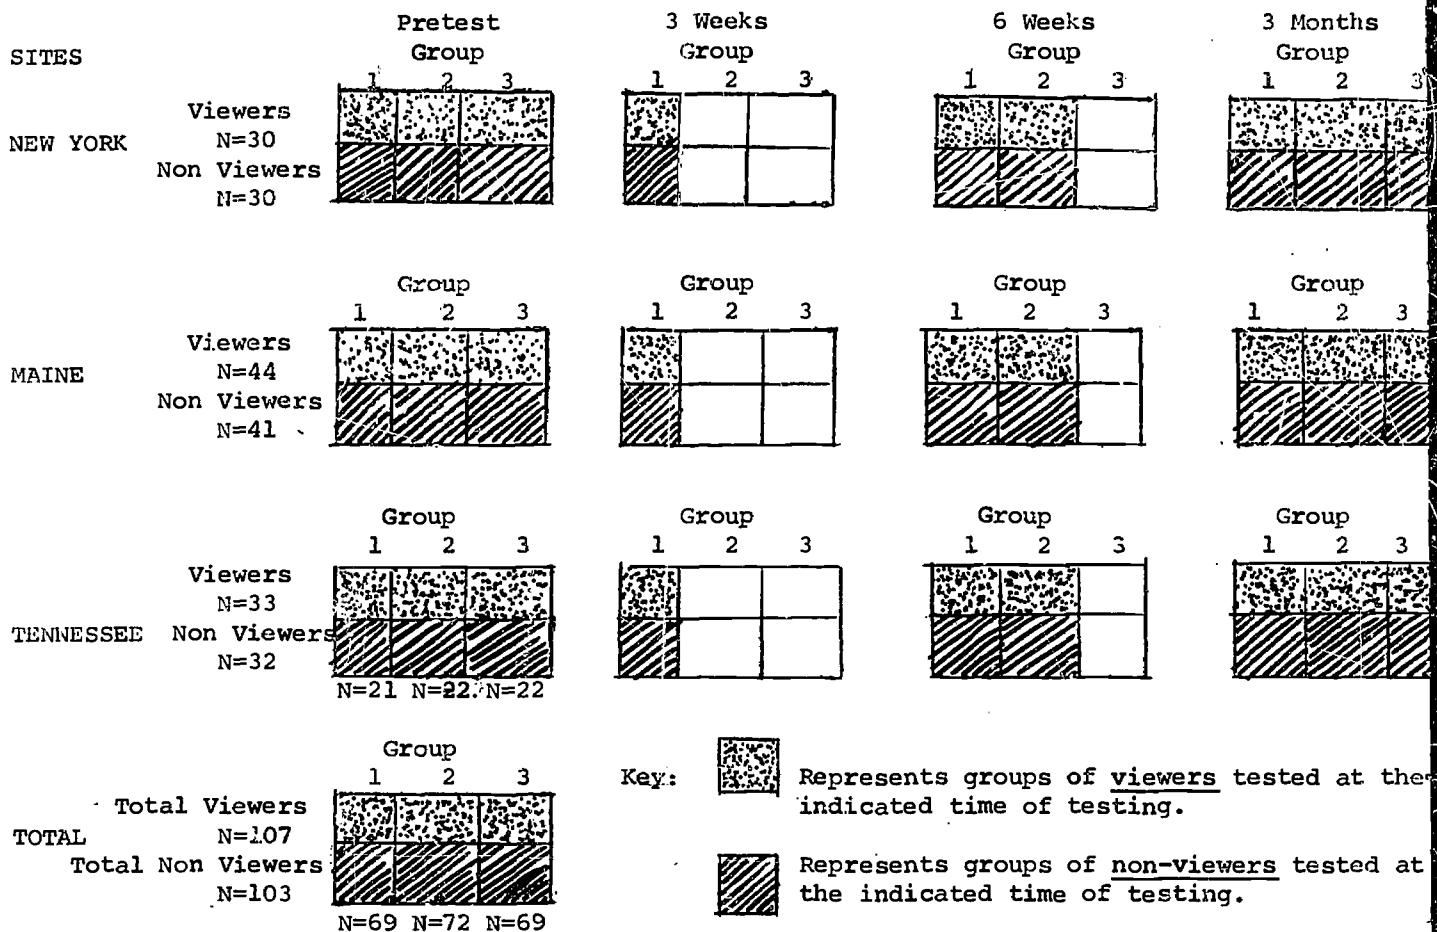 Pretest 3 Weeks 6 Weeks 3 Months
SITES Group Group Group Group
1 2 3 1 2 3 1 2 3 1 2 3
Viewers
NEW YORK N=30
Non Viewers
N=30
Group Group Group Group
1 2 3 1 2 3 1 2 3 1 2 3
Viewers
MAINE N=44
Non Viewers
N=41
Group Group Group Group
1 2 3 1 2 3 1 2 3 1 2 3
Viewers
N=33
TENNESSEE Non Viewers
N=32
N=21 N=22 N=22
Group
1 2 3
Total Viewers
TOTAL N=107
Total Non Viewers
N=103
N=69 N=72 N=69
Key: Represents groups of viewers tested at the
indicated time of testing.
Represents groups of non-viewers tested at
the indicated time of testing.